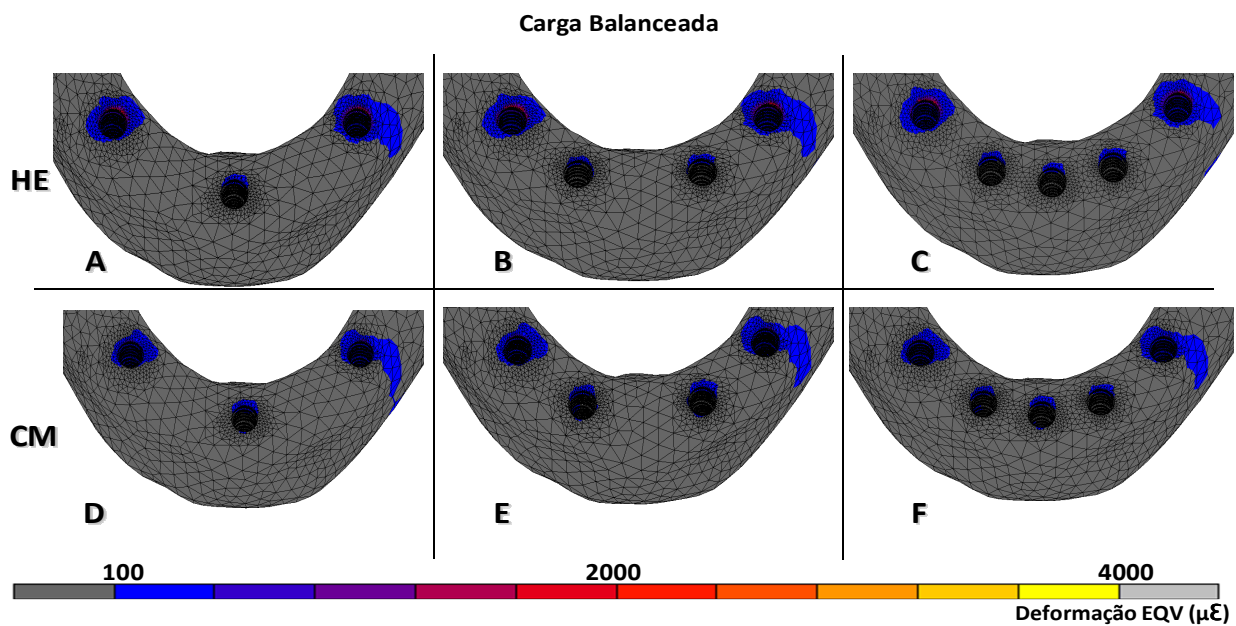 Carga Balanceada
HE
A
B
C
CM
D
E
F
100
2000
4000
Deformação EQV (µƐ)